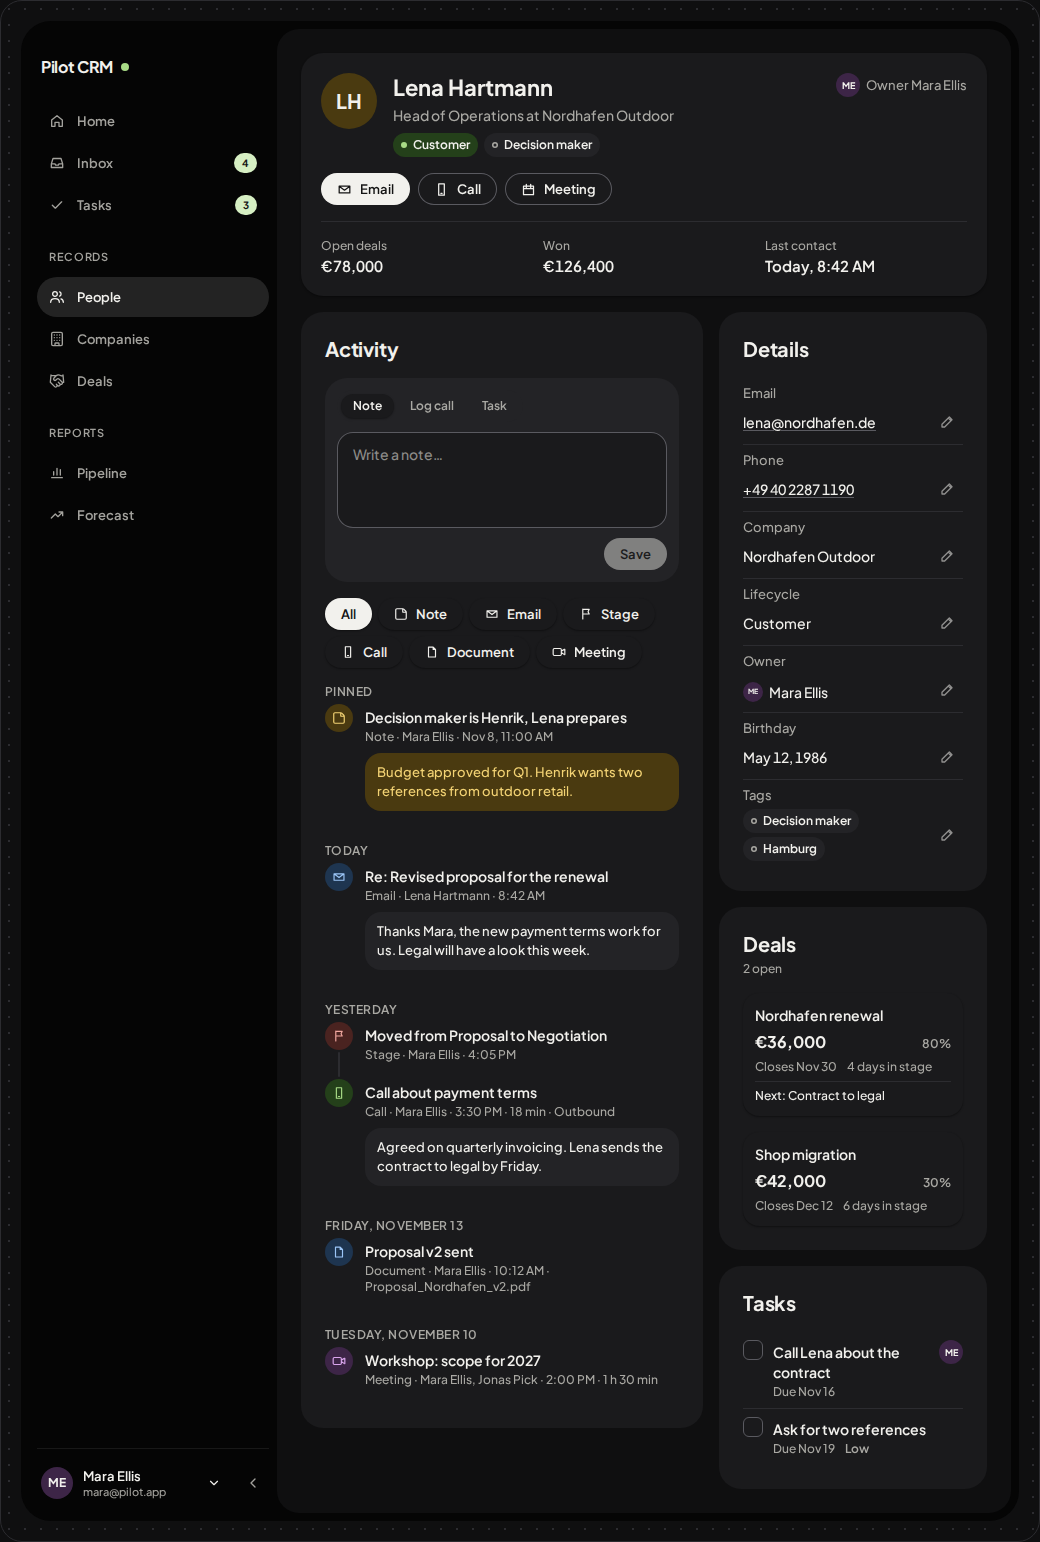 Pilot CRM
Home
Inbox
4
Tasks
3
RECORDS
People
Companies
Deals
REPORTS
Pipeline
Forecast
ME
Mara Ellis
mara@pilot.app
LH
Lena Hartmann
Head of Operations at Nordhafen Outdoor
Customer
Decision maker
ME
Owner Mara Ellis
Email
Call
Meeting
Open deals
€78,000
Won
€126,400
Last contact
Today, 8:42 AM
Activity
Note
Log call
Task
Write a note...
Save
All
Note
Email
Stage
Call
Document
Meeting
PINNED
Decision maker is Henrik, Lena prepares
Note · Mara Ellis · Nov 8, 11:00 AM
Budget approved for Q1. Henrik wants two
references from outdoor retail.
TODAY
Re: Revised proposal for the renewal
Email · Lena Hartmann · 8:42 AM
Thanks Mara, the new payment terms work for
us. Legal will have a look this week.
YESTERDAY
Moved from Proposal to Negotiation
Stage · Mara Ellis · 4:05 PM
Call about payment terms
Call · Mara Ellis · 3:30 PM · 18 min · Outbound
Agreed on quarterly invoicing. Lena sends the
contract to legal by Friday.
FRIDAY, NOVEMBER 13
Proposal v2 sent
Document · Mara Ellis · 10:12 AM ·
Proposal_Nordhafen_v2.pdf
TUESDAY, NOVEMBER 10
Workshop: scope for 2027
Meeting · Mara Ellis, Jonas Pick · 2:00 PM · 1 h 30 min
Details
Email
lena@nordhafen.de
Phone
+49 40 2287 1190
Company
Nordhafen Outdoor
Lifecycle
Customer
Owner
ME
Mara Ellis
Birthday
May 12, 1986
Tags
Decision maker
Hamburg
Deals
2 open
Nordhafen renewal
€36,000
80%
Closes Nov 30
4 days in stage
Next: Contract to legal
Shop migration
€42,000
30%
Closes Dec 12
6 days in stage
Tasks
Call Lena about the
contract
ME
Due Nov 16
Ask for two references
Due Nov 19
Low